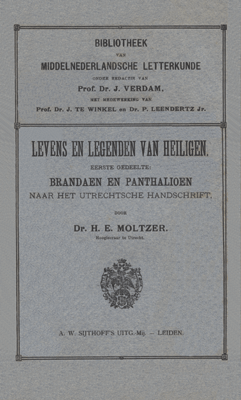 BIBLIOTHEEK
VAN
MIDDELNEDERLANDSCHE LETTERKUNDE
ONDER REDACTIE VAN
Prof. Dr. J. VERDAM,
MET MEDEWERKING VAN
Prof. Dr. J. TE WINKEL en Dr. P. LEENDERTZ Jr.
LEVENS EN LEGENDEN VAN HEILIGEN.
EERSTE GEDEELTE:
BRANDAEN EN PANTHALIOEN
NAAR HET UTRECHTSCHE HANDSCHRIFT,
DOOR
Dr. H. E. MOLTZER.
Hoogleeraar te Utrecht.
A. W. SIJTHOFF'S UITG.-Mij. — LEIDEN.